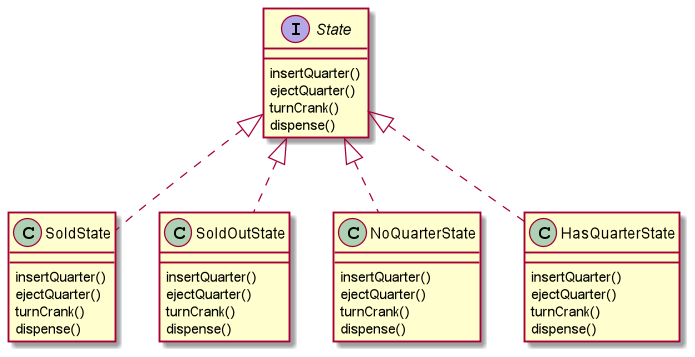 I State
insertQuarter()
ejectQuarter()
turnCrank()
dispense()
C SoldState
insertQuarter()
ejectQuarter()
turnCrank()
dispense()
C SoldOutState
insertQuarter()
ejectQuarter()
turnCrank()
dispense()
C NoQuarterState
insertQuarter()
ejectQuarter()
turnCrank()
dispense()
C HasQuarterState
insertQuarter()
ejectQuarter()
turnCrank()
dispense()